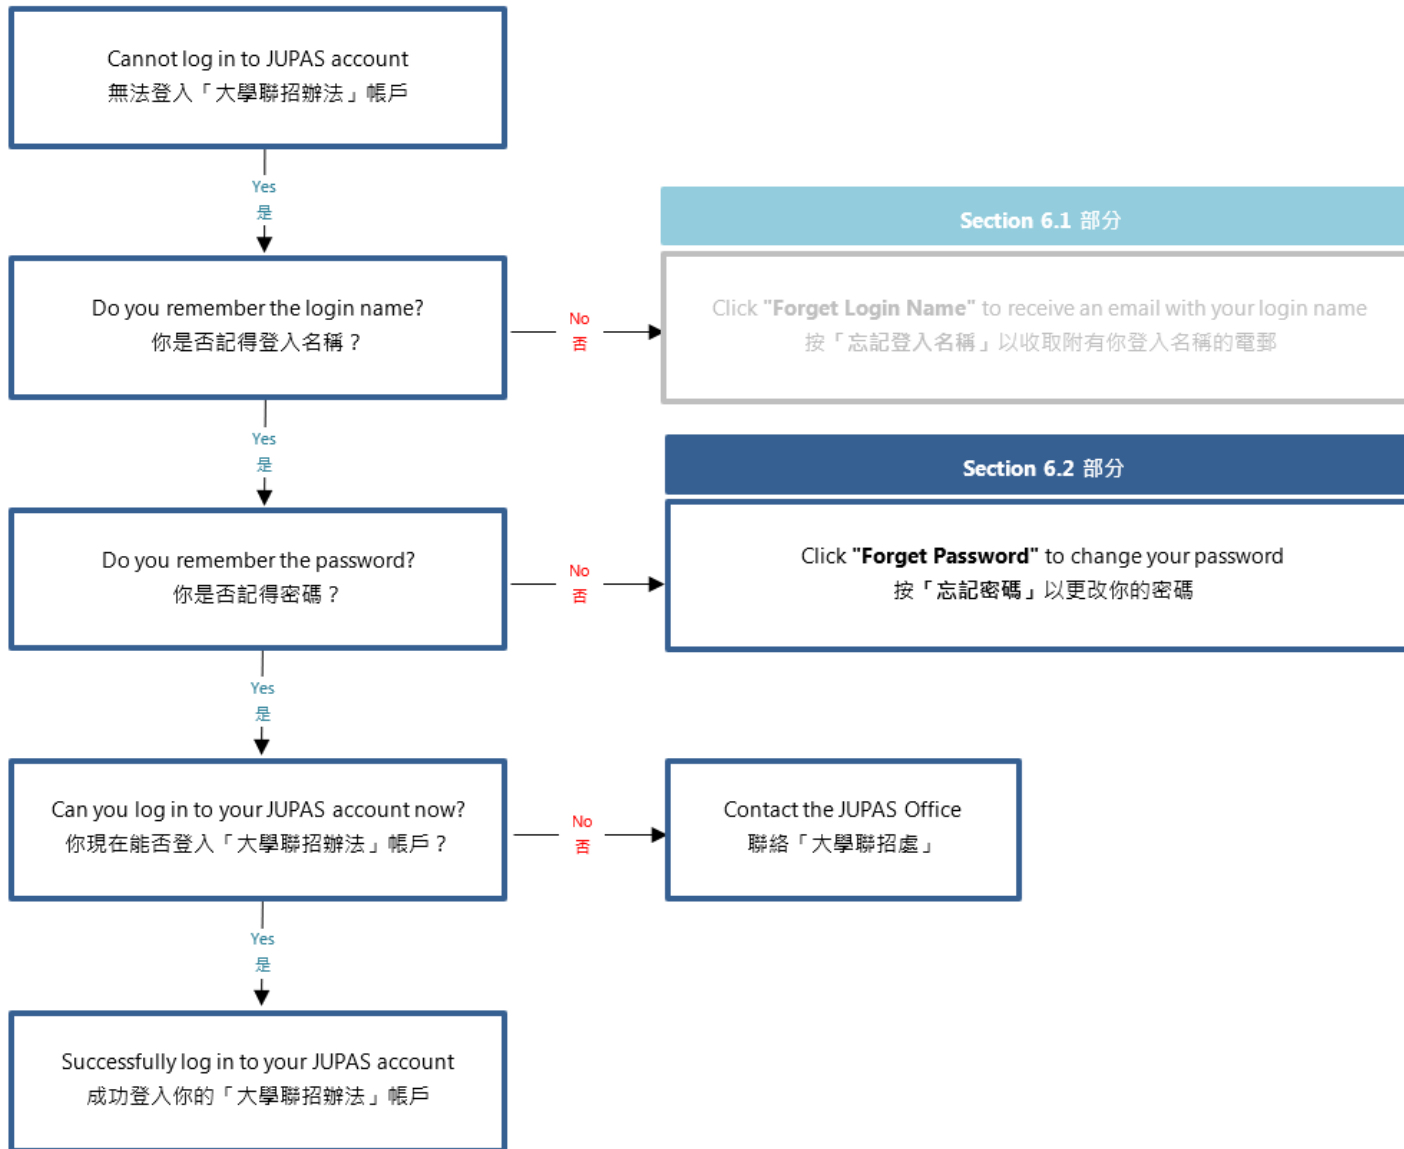 Cannot log in to JUPAS account
無法登入「大學聯招辦法」帳戶
Yes
是
Section 6.1 部分
Do you remember the login name?
你是否記得登入名稱？
No
否
Click "Forget Login Name" to receive an email with your login name
按「忘記登入名稱」以收取附有你登入名稱的電郵
Yes
是
Section 6.2 部分
Do you remember the password?
你是否記得密碼？
No
否
Click "Forget Password" to change your password
按「忘記密碼」以更改你的密碼
Yes
是
Can you log in to your JUPAS account now?
你現在能否登入「大學聯招辦法」帳戶？
No
否
Contact the JUPAS Office
聯絡「大學聯招處」
Yes
是
Successfully log in to your JUPAS account
成功登入你的「大學聯招辦法」帳戶